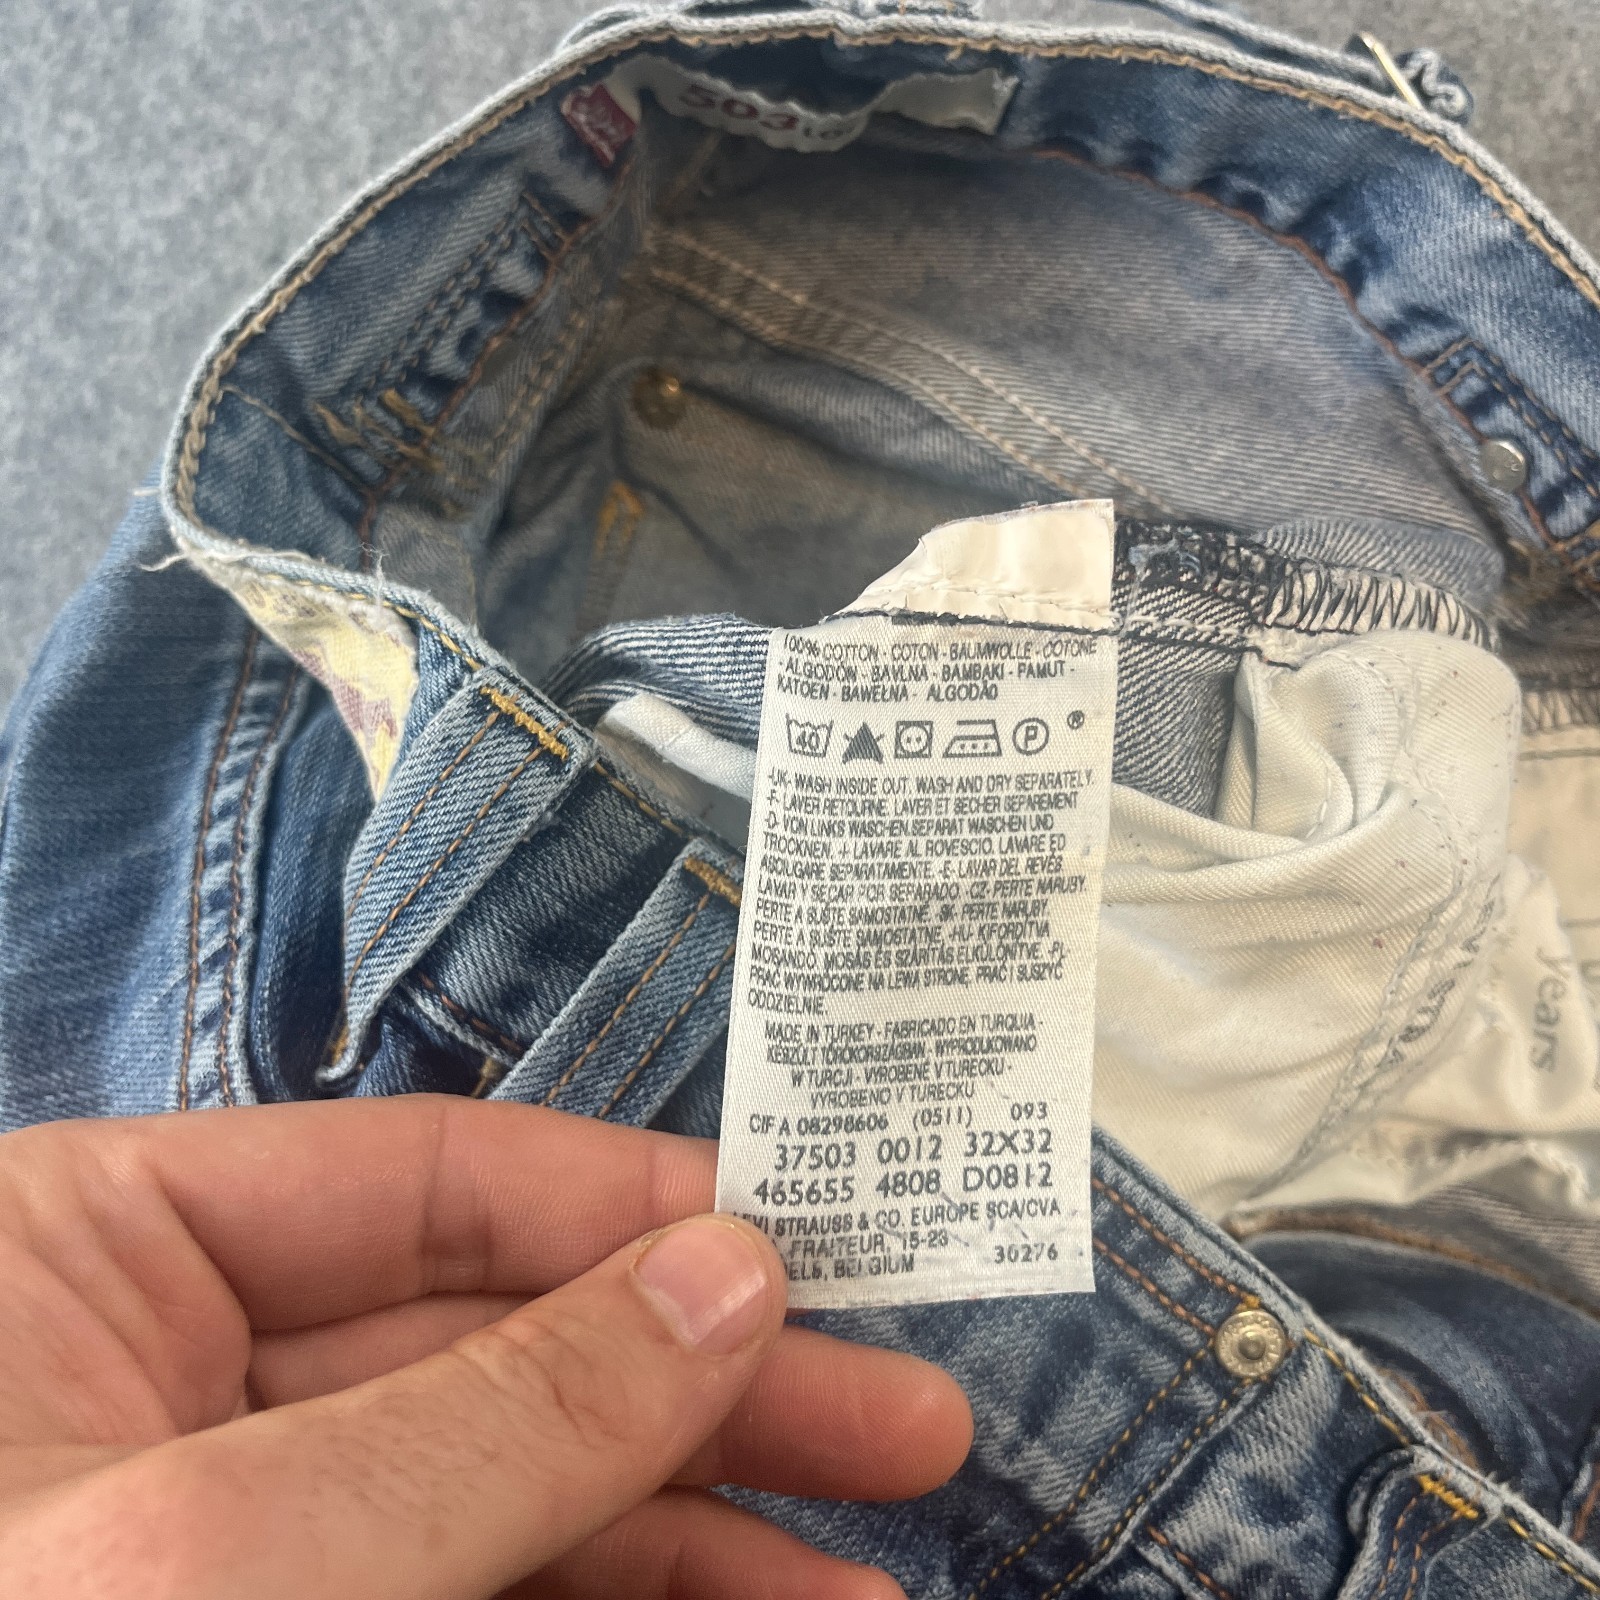 503
100% COTTON - COTON - BAUMWOLLE - COTONE
- ALGODÓN - BAVLNA - BAMBAKI - PAMUT -
KATOEN - BAWEŁNA - ALGODÃO
40 P ®
-UK- WASH INSIDE OUT. WASH AND DRY SEPARATELY.
-F- LAVER RETOURNE. LAVER ET SECHER SEPAREMENT
-D- VON LINKS WASCHEN.SEPARAT WASCHEN UND
TROCKNEN. -I- LAVARE AL ROVESCIO. LAVARE ED
ASCIUGARE SEPARATAMENTE. -E- LAVAR DEL REVÉS
LAVAR Y SECAR POR SEPARADO -CZ- PERTE NARUBY.
PERTE A SUŠTE SAMOSTATNĚ. -SK- PERTE NARUBY.
PERTE A SUŠTE SAMOSTATNE. -HU- KIFORDÍTVA
MOSANDÓ. MOSÁS ÉS SZÁRÍTÁS ELKÜLÖNÍTVE. -PL-
PRAĆ WYWRÓCONE NA LEWĄ STRONĘ. PRAĆ I SUSZYĆ
ODDZIELNIE.
MADE IN TURKEY - FABRICADO EN TURQUIA -
KÉSZÜLT TÖRÖKORSZÁGBAN. WYPRODUKOWANO
W TURCJI - VYROBENÉ V TURECKU -
VYROBENO V TURECKU
CIF A 08298606 (0511) 093
37503 0012 32X32
465655 4808 D0812
LEVI STRAUSS & CO. EUROPE SCA/CVA
FRAITEUR, 15-23
BELGIUM 30276
years